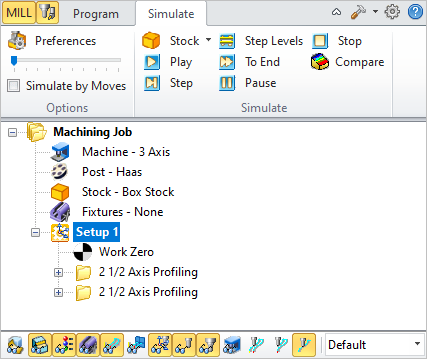 MILL Program Simulate
Preferences Stock Step Levels Stop
Play To End Compare
Simulate by Moves Step Pause
Options Simulate
Machining Job
Machine - 3 Axis
Post - Haas
Stock - Box Stock
Fixtures - None
Setup 1
Work Zero
2 1/2 Axis Profiling
2 1/2 Axis Profiling
Default